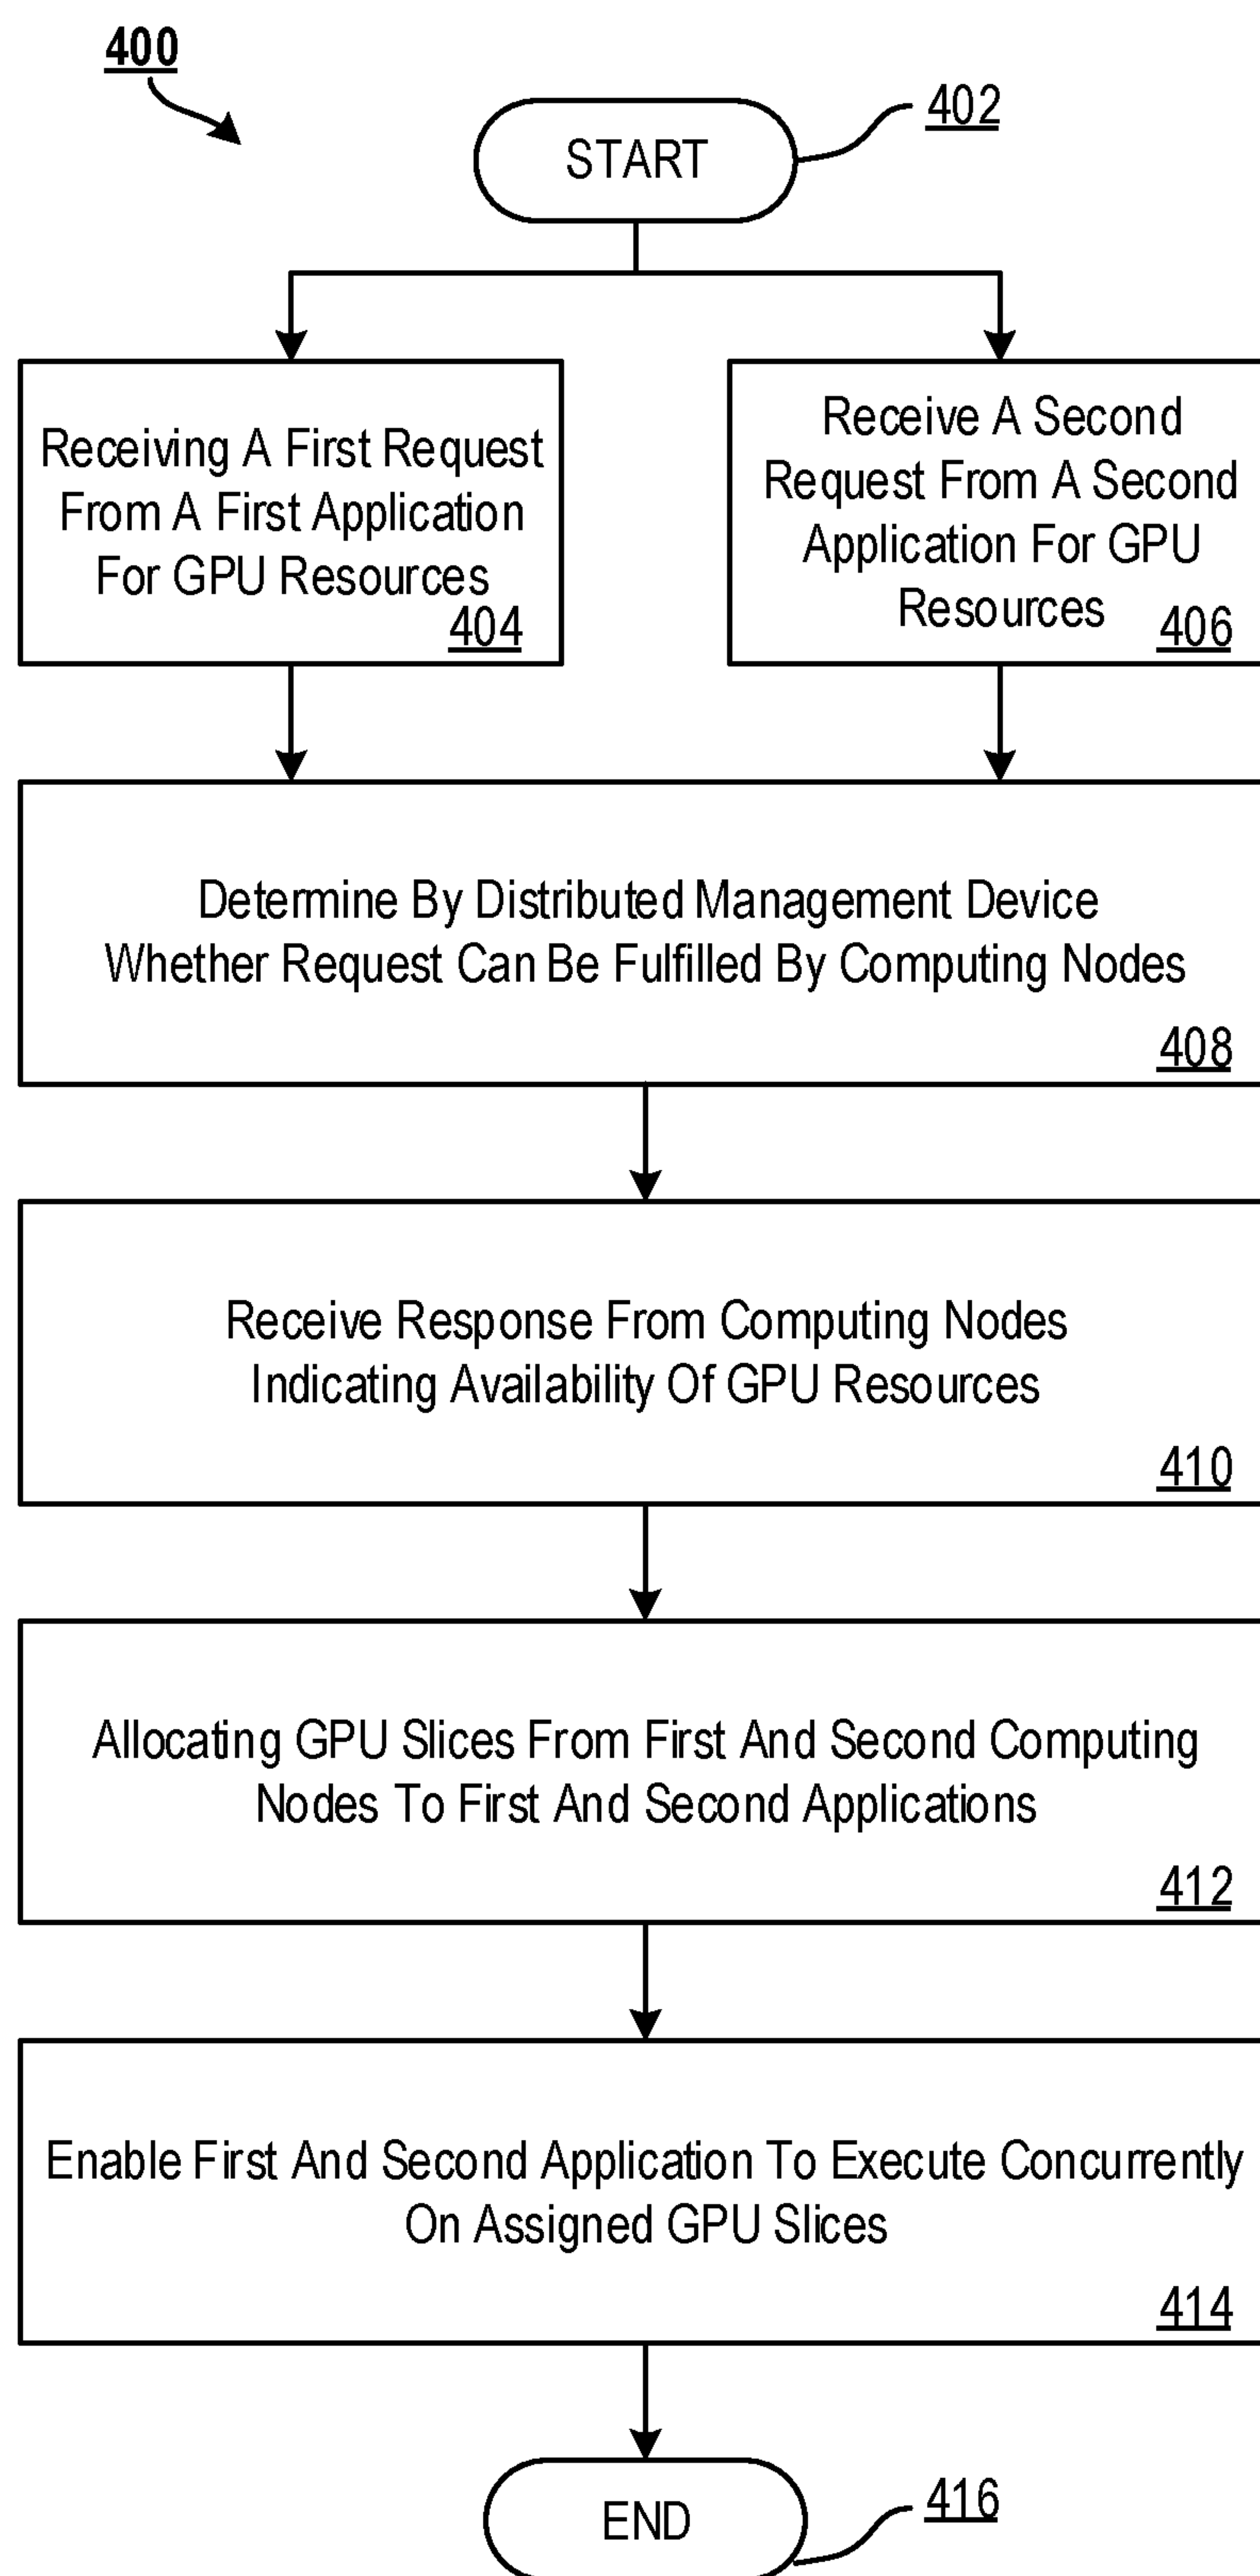 400
402
START
Receiving A First Request
From A First Application
For GPU Resources
404
Receive A Second
Request From A Second
Application For GPU
Resources
406
Determine By Distributed Management Device
Whether Request Can Be Fulfilled By Computing Nodes
408
Receive Response From Computing Nodes
Indicating Availability Of GPU Resources
410
Allocating GPU Slices From First And Second Computing
Nodes To First And Second Applications
412
Enable First And Second Application To Execute Concurrently
On Assigned GPU Slices
414
END
416